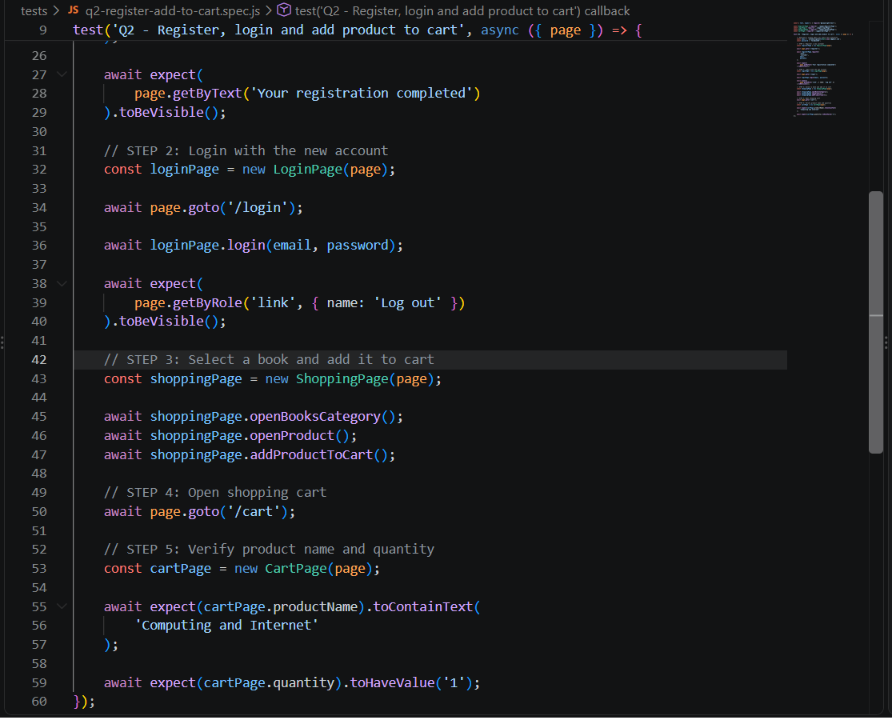 tests > JS q2-register-add-to-cart.spec.js > test('Q2 - Register, login and add product to cart') callback
9 test('Q2 - Register, login and add product to cart', async ({ page }) => {
26
27 await expect(
28 page.getByText('Your registration completed')
29 ).toBeVisible();
30
31 // STEP 2: Login with the new account
32 const loginPage = new LoginPage(page);
33
34 await page.goto('/login');
35
36 await loginPage.login(email, password);
37
38 await expect(
39 page.getByRole('link', { name: 'Log out' })
40 ).toBeVisible();
41
42 // STEP 3: Select a book and add it to cart
43 const shoppingPage = new ShoppingPage(page);
44
45 await shoppingPage.openBooksCategory();
46 await shoppingPage.openProduct();
47 await shoppingPage.addProductToCart();
48
49 // STEP 4: Open shopping cart
50 await page.goto('/cart');
51
52 // STEP 5: Verify product name and quantity
53 const cartPage = new CartPage(page);
54
55 await expect(cartPage.productName).toContainText(
56 'Computing and Internet'
57 );
58
59 await expect(cartPage.quantity).toHaveValue('1');
60 });